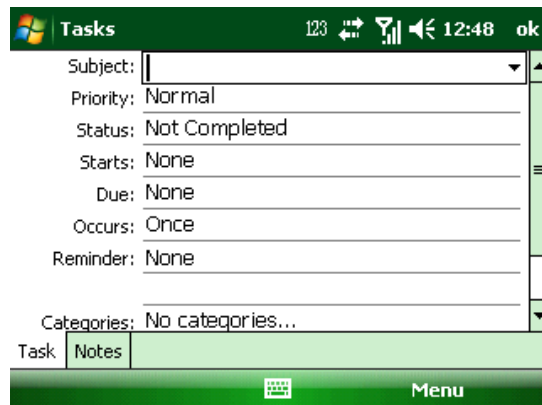 Tasks 123 12:48 ok
Subject:
Priority: Normal
Status: Not Completed
Starts: None
Due: None
Occurs: Once
Reminder: None
Categories: No categories...
Task Notes
Menu